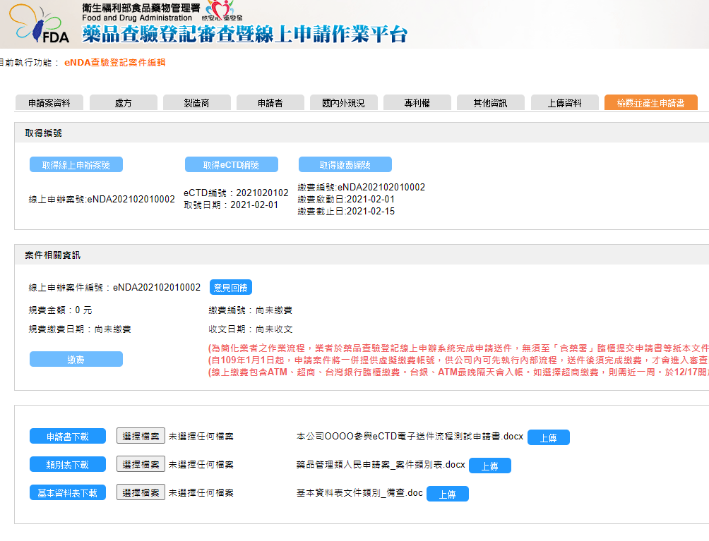 衛生福利部食品藥物管理署
Food and Drug Administration
FDA
藥品查驗登記審查暨線上申請作業平台
目前執行功能： eNDA查驗登記案件編輯
申請案資料 處方 製造商 申請者 國內外現況 專利權 其他資訊 上傳資料 檢視並產生申請書
取得編號
取得線上申辦案號 取得eCTD編號 取得繳費編號
線上申辦案號:eNDA202102010002
eCTD編號：2021020102
取號日期：2021-02-01
繳費編號:eNDA202102010002
繳費啟動日:2021-02-01
繳費截止日:2021-02-15
案件相關資訊
線上申辦案件編號：eNDA202102010002 意見回饋
規費金額：0 元 繳費編號：尚未繳費
規費繳費日期：尚未繳費 收文日期：尚未收文
繳費
(為簡化業者之作業流程，業者於藥品查驗登記線上申辦系統完成申請送件，無須至「食藥署」臨櫃提交申請書等紙本文件
(自109年1月1日起，申請案件將一併提供虛擬繳費帳號，供公司內可先執行內部流程，送件後須完成繳費，才會進入審查
(線上繳費包含ATM、超商、台灣銀行臨櫃繳費，台銀、ATM最晚隔天會入帳，如選擇超商繳費，則需近一周，於12/17開
申請書下載 選擇檔案 未選擇任何檔案 本公司OOOO參與eCTD電子送件流程測試申請書.docx 上傳
類別表下載 選擇檔案 未選擇任何檔案 藥品管理類人民申請案_案件類別表.docx 上傳
基本資料表下載 選擇檔案 未選擇任何檔案 基本資料表文件類別_備查.doc 上傳